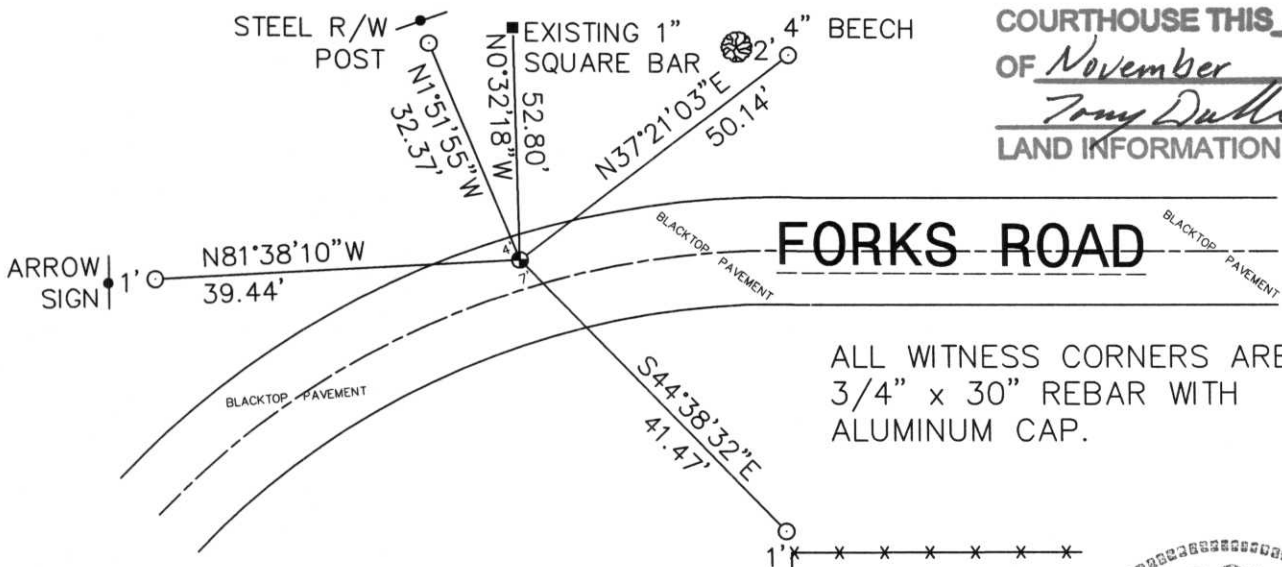 STEEL R/W
POST
N1°51'55"W
32.37'
EXISTING 1"
SQUARE BAR
N0°32'18"W
52.80'
2'
4" BEECH
N37°21'03"E
50.14'
COURTHOUSE THIS
OF November
Tony
LAND INFORMATION
ARROW
SIGN
1'
N81°38'10"W
39.44'
4'
7'
BLACKTOP PAVEMENT
FORKS ROAD
BLACKTOP PAVEMENT
BLACKTOP PAVEMENT
S44°38'32"E
41.47'
1'
ALL WITNESS CORNERS ARE
3/4" x 30" REBAR WITH
ALUMINUM CAP.